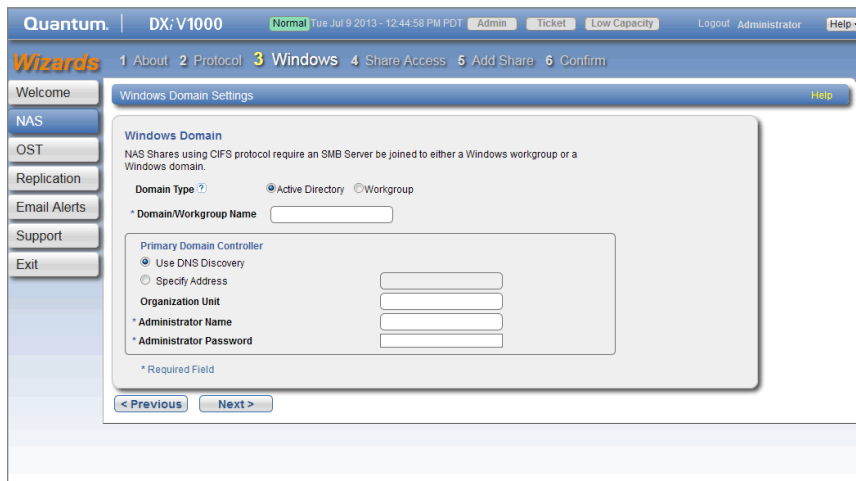 Quantum. DXi V1000 Normal Tue Jul 9 2013 - 12:44:58 PM PDT Admin Ticket Low Capacity Logout Administrator Help
Wizards 1 About 2 Protocol 3 Windows 4 Share Access 5 Add Share 6 Confirm
Welcome
NAS
OST
Replication
Email Alerts
Support
Exit
Windows Domain Settings Help
Windows Domain
NAS Shares using CIFS protocol require an SMB Server be joined to either a Windows workgroup or a
Windows domain.
Domain Type ? Active Directory Workgroup
* Domain/Workgroup Name
Primary Domain Controller
Use DNS Discovery
Specify Address
Organization Unit
* Administrator Name
* Administrator Password
* Required Field
< Previous Next >